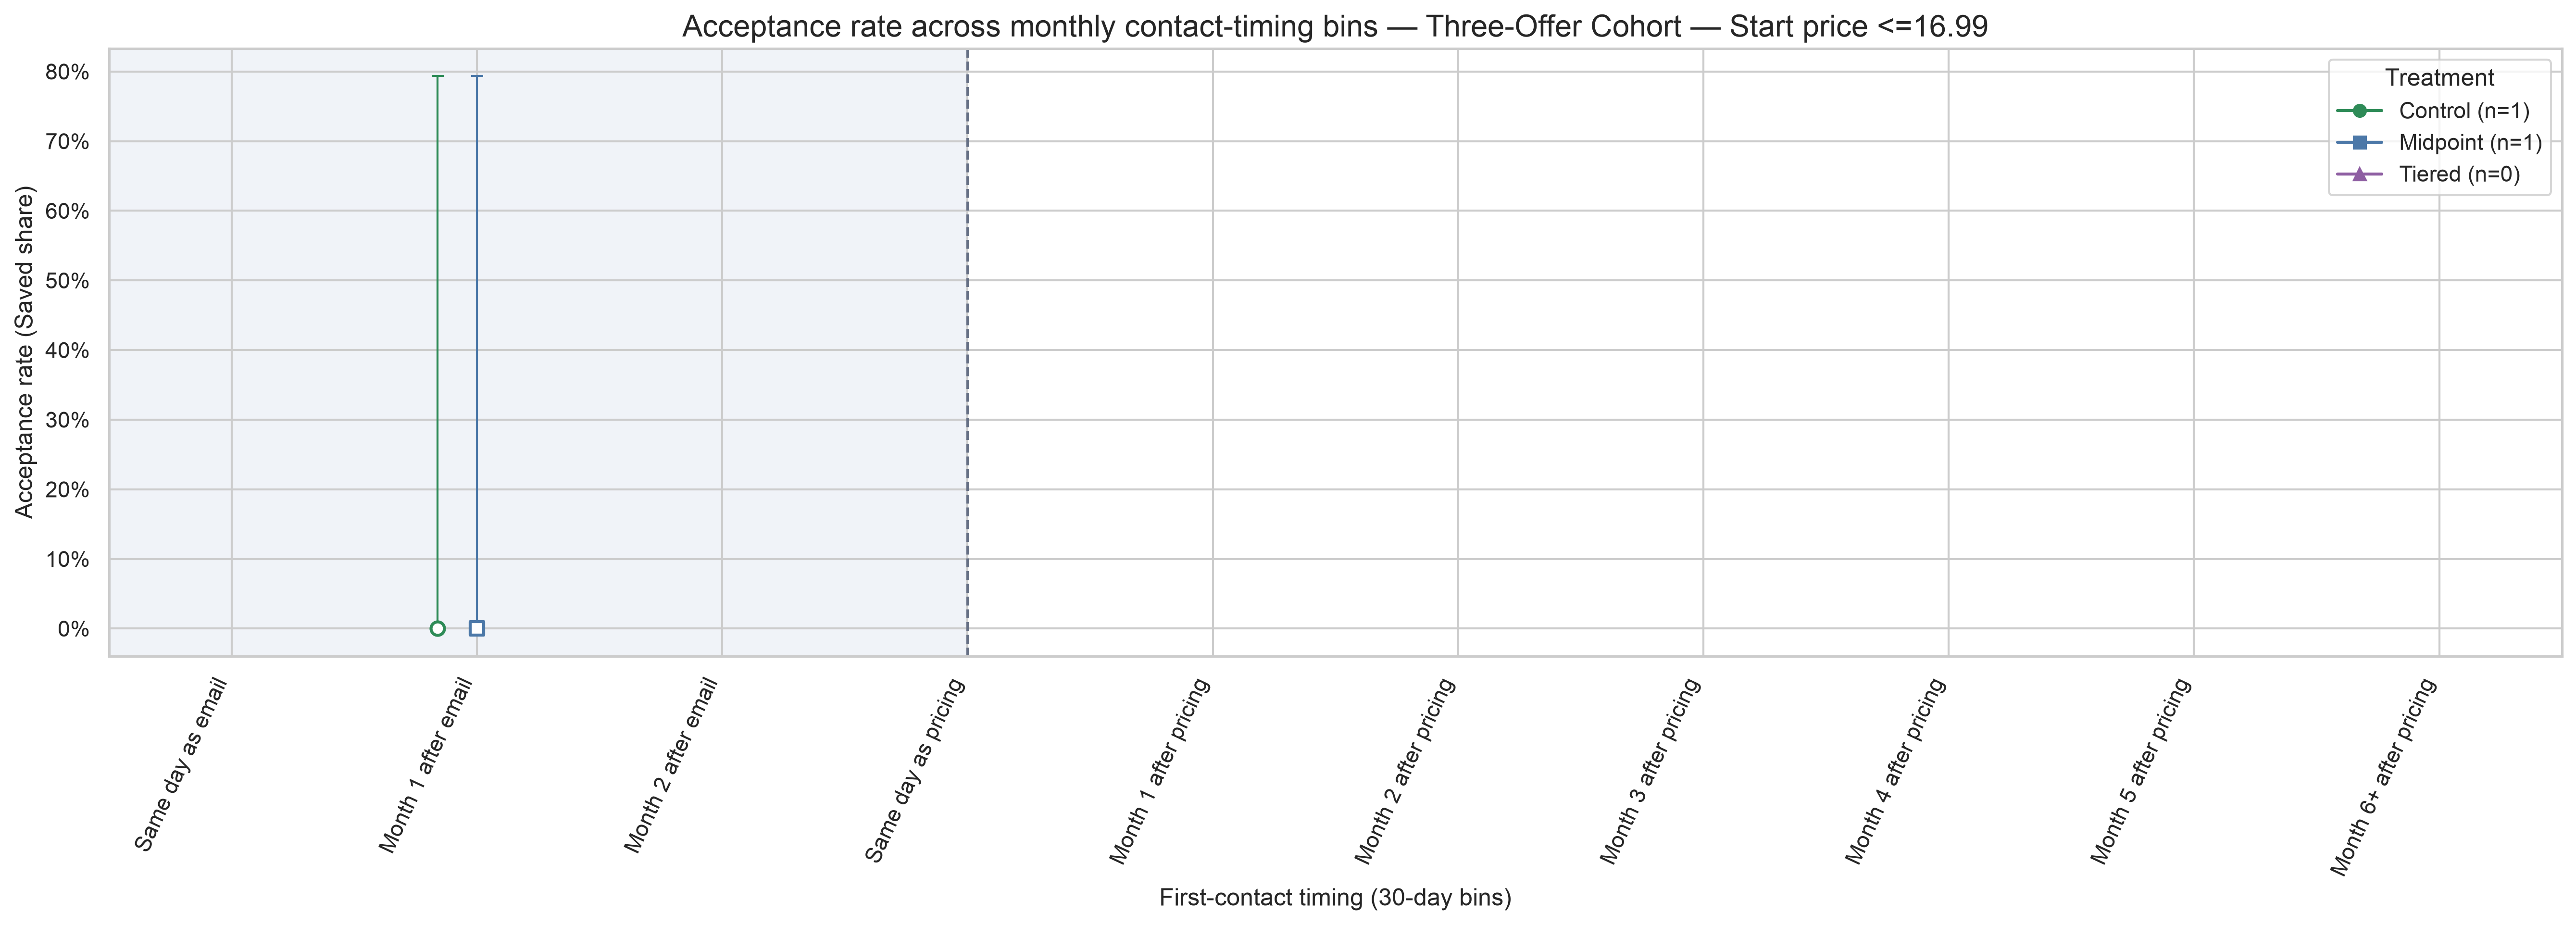 Acceptance rate across monthly contact-timing bins — Three-Offer Cohort — Start price <=16.99
Treatment
Control (n=1)
Midpoint (n=1)
Tiered (n=0)
Acceptance rate (Saved share)
80%
70%
60%
50%
40%
30%
20%
10%
0%
Same day as email
Month 1 after email
Month 2 after email
Same day as pricing
Month 1 after pricing
Month 2 after pricing
Month 3 after pricing
Month 4 after pricing
Month 5 after pricing
Month 6+ after pricing
First-contact timing (30-day bins)